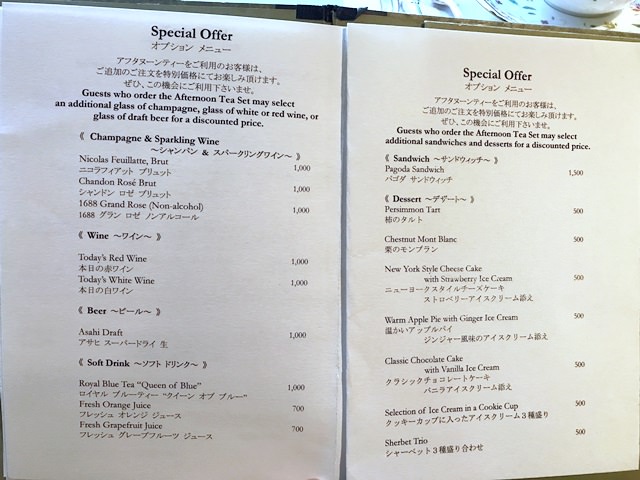 Special Offer
オプション メニュー
アフタヌーンティーをご利用のお客様は、
ご追加のご注文を特別価格にてお楽しみ頂けます。
ぜひ、この機会にご利用下さいませ。
Guests who order the Afternoon Tea Set may select
an additional glass of champagne, glass of white or red wine, or
glass of draft beer for a discounted price.
《 Champagne & Sparkling Wine
～シャンパン & スパークリングワイン～ 》
Nicolas Feuillatte, Brut 1,000
ニコラフィアット ブリュット
Chandon Rosé Brut 1,000
シャンドン ロゼ ブリュット
1688 Grand Rose (Non-alcohol) 1,000
1688 グラン ロゼ ノンアルコール
《 Wine ～ワイン～ 》
Today's Red Wine 1,000
本日の赤ワイン
Today's White Wine 1,000
本日の白ワイン
《 Beer ～ビール～ 》
Asahi Draft 1,000
アサヒ スーパードライ 生
《 Soft Drink ～ソフト ドリンク～ 》
Royal Blue Tea "Queen of Blue" 1,000
ロイヤル ブルーティー "クイーン オブ ブルー"
Fresh Orange Juice 700
フレッシュ オレンジ ジュース
Fresh Grapefruit Juice 700
フレッシュ グレープフルーツ ジュース
Special Offer
オプション メニュー
アフタヌーンティーをご利用のお客様は、
ご追加のご注文を特別価格にてお楽しみ頂けます。
ぜひ、この機会にご利用下さいませ。
Guests who order the Afternoon Tea Set may select
additional sandwiches and desserts for a discounted price.
《 Sandwich ～サンドウィッチ～ 》
Pagoda Sandwich 1,500
パゴダ サンドウィッチ
《 Dessert ～デザート～ 》
Persimmon Tart 500
柿のタルト
Chestnut Mont Blanc 500
栗のモンブラン
New York Style Cheese Cake 500
with Strawberry Ice Cream
ニューヨークスタイルチーズケーキ
ストロベリーアイスクリーム添え
Warm Apple Pie with Ginger Ice Cream 500
温かいアップルパイ
ジンジャー風味のアイスクリーム添え
Classic Chocolate Cake 500
with Vanilla Ice Cream
クラシックチョコレートケーキ
バニラアイスクリーム添え
Selection of Ice Cream in a Cookie Cup 500
クッキーカップに入ったアイスクリーム3種盛り
Sherbet Trio 500
シャーベット3種盛り合わせ